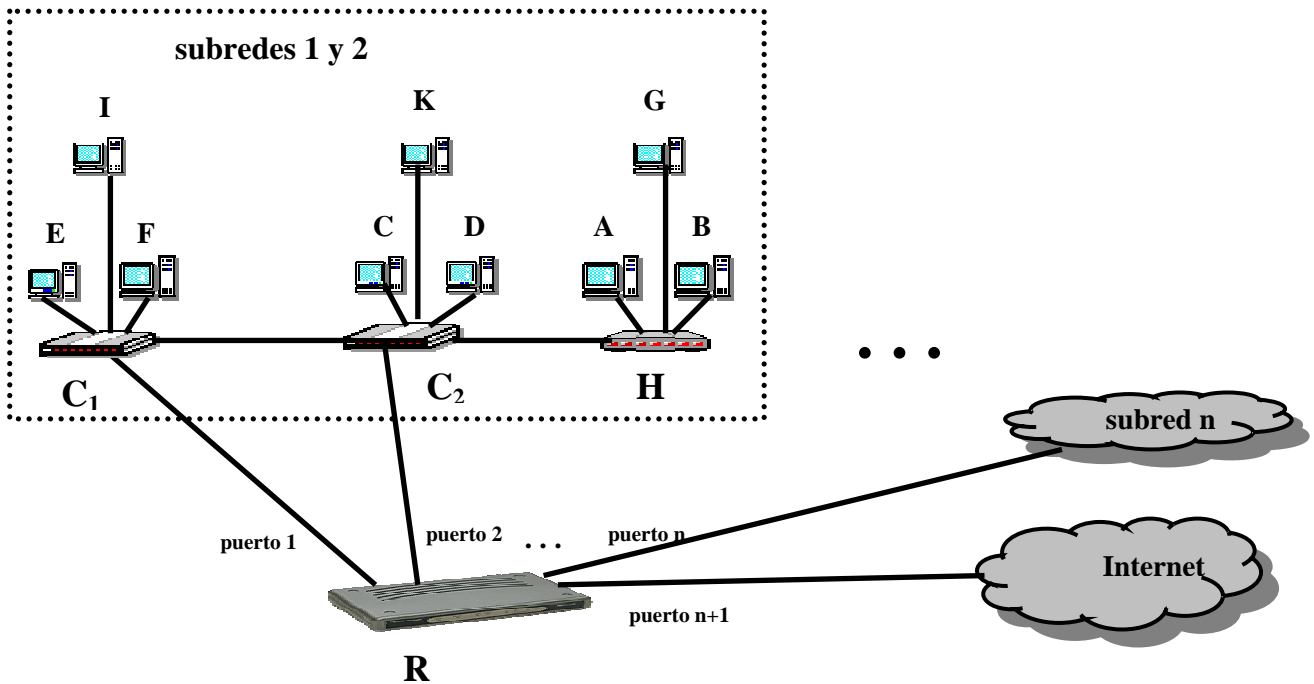 subredes 1 y 2
I
K
G
E
F
C
D
A
B
C1
C2
H
. . .
subred n
puerto 1
puerto 2
...
puerto n
Internet
puerto n+1
R